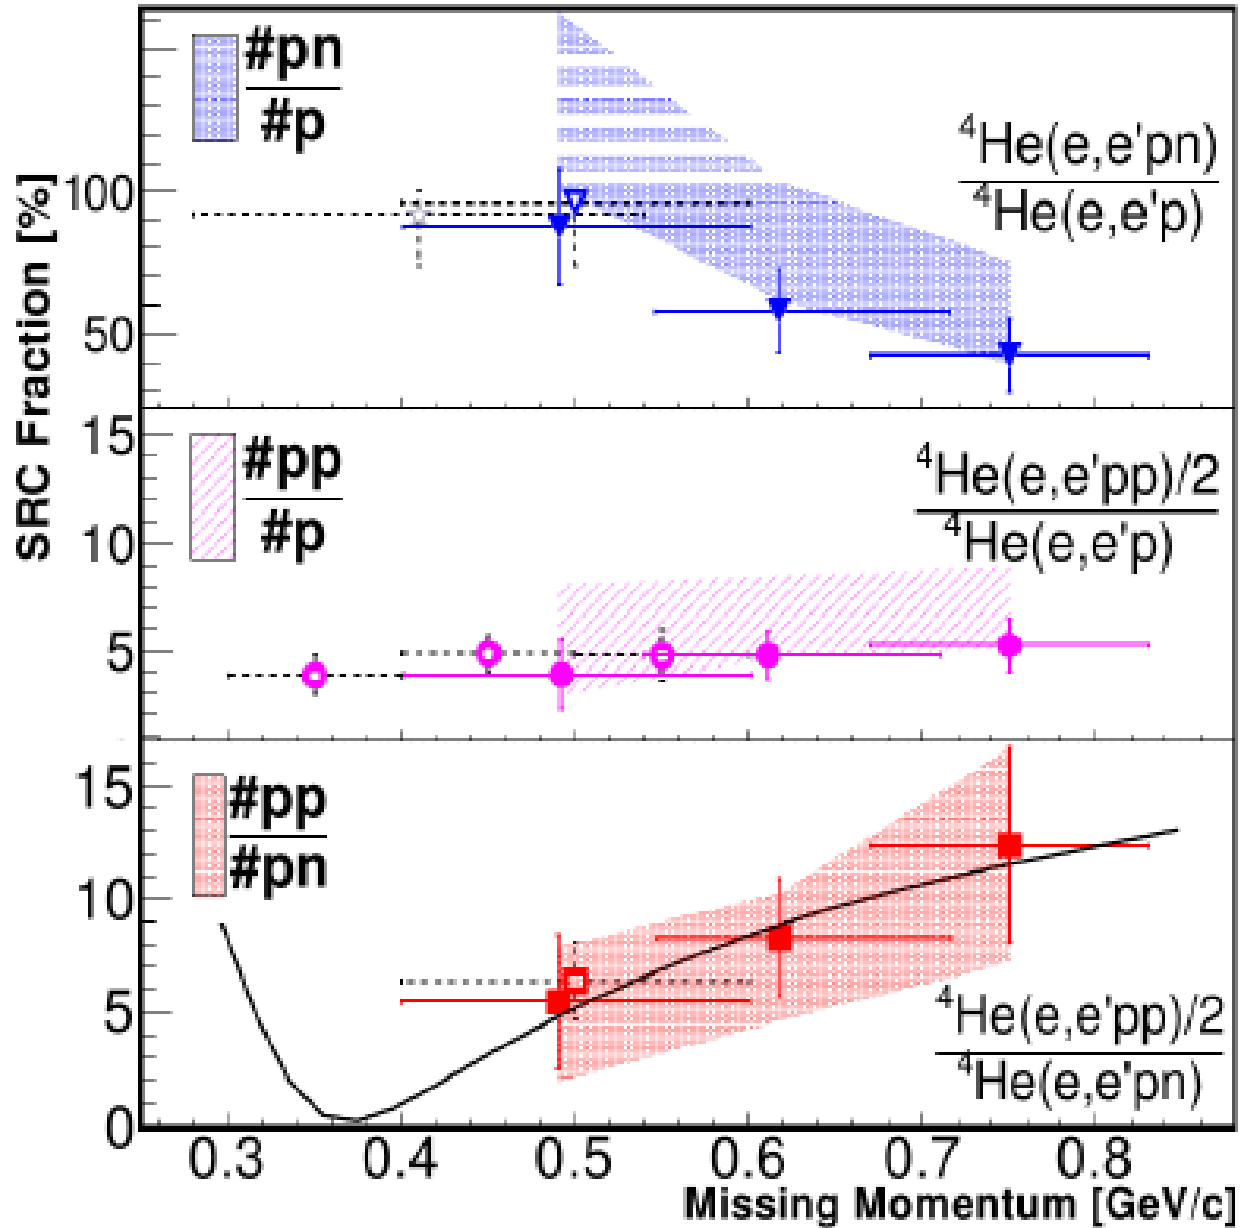 #pn
#p
⁴He(e,e'pn)
⁴He(e,e'p)
100
50
SRC Fraction [%]
15
10
5
#pp
#p
⁴He(e,e'pp)/2
⁴He(e,e'p)
15
10
5
0
#pp
#pn
⁴He(e,e'pp)/2
⁴He(e,e'pn)
0.3 0.4 0.5 0.6 0.7 0.8
Missing Momentum [GeV/c]